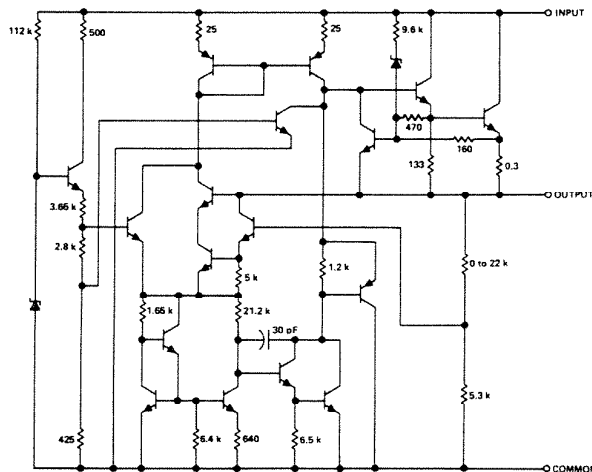 INPUT
112 k
500
25
25
9.6 k
470
160
133
0.3
OUTPUT
3.65 k
2.8 k
5 k
1.2 k
0 to 22 k
1.65 k
21.2 k
30 pF
5.3 k
425
6.4 k
640
6.5 k
COMMON